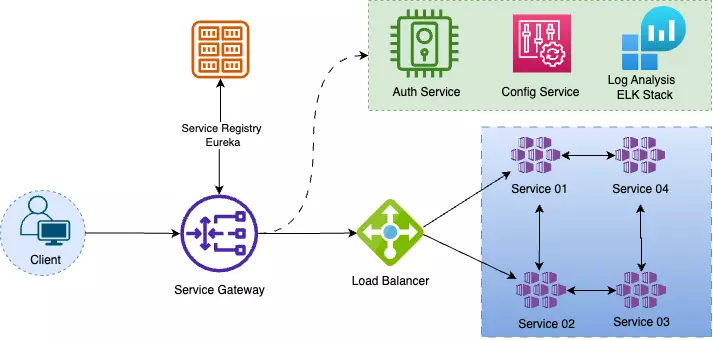 Auth Service
Config Service
Log Analysis
ELK Stack
Service Registry
Eureka
Service 01
Service 04
Client
Service Gateway
Load Balancer
Service 02
Service 03